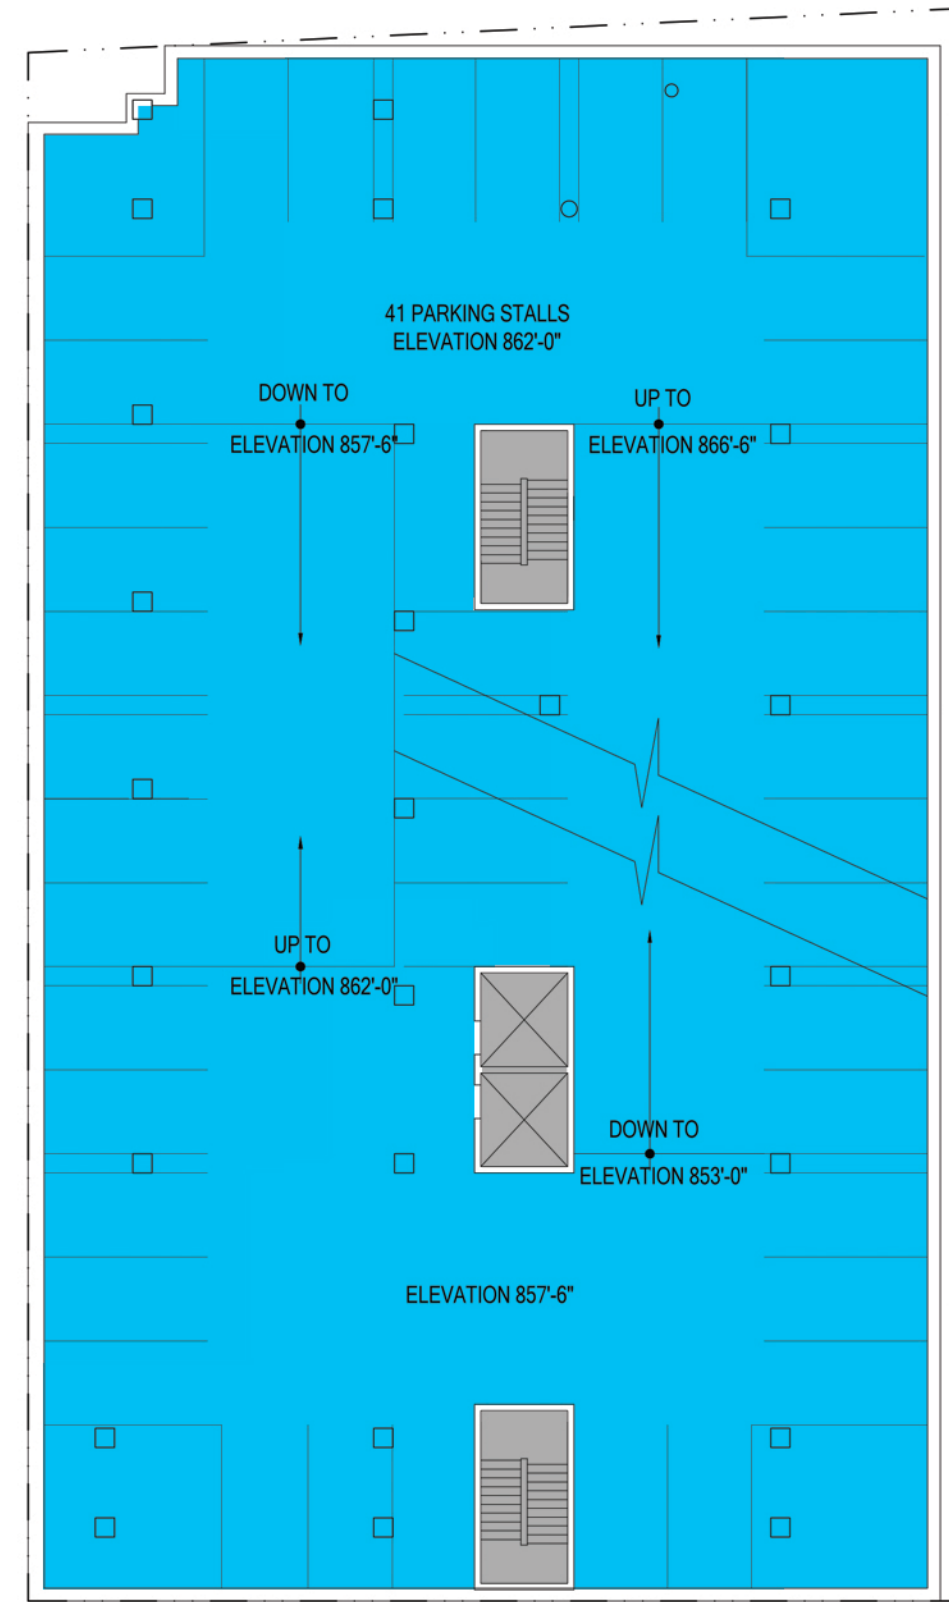 41 PARKING STALLS
ELEVATION 862'-0"
DOWN TO
ELEVATION 857'-6"
UP TO
ELEVATION 866'-6"
UP TO
ELEVATION 862'-0"
DOWN TO
ELEVATION 853'-0"
ELEVATION 857'-6"